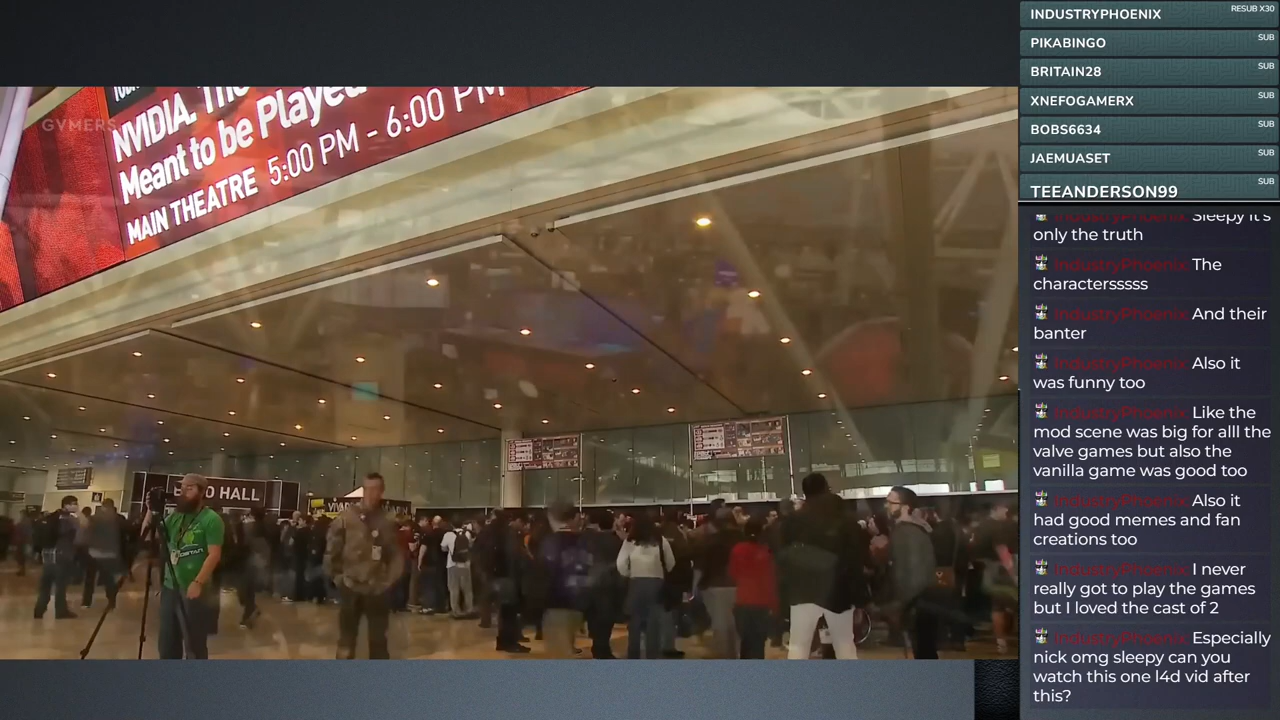 NVIDIA. The
Meant to be Played
MAIN THEATRE 5:00 PM - 6:00 PM
GVMERS
HALL
INDUSTRYPHOENIX RESUB X30
PIKABINGO SUB
BRITAIN28 SUB
XNEFOGAMERX SUB
BOBS6634 SUB
JAEMUASET SUB
TEEANDERSON99 SUB
IndustryPhoenix: Sleepy it's
only the truth
IndustryPhoenix: The
charactersssss
IndustryPhoenix: And their
banter
IndustryPhoenix: Also it
was funny too
IndustryPhoenix: Like the
mod scene was big for alll the
valve games but also the
vanilla game was good too
IndustryPhoenix: Also it
had good memes and fan
creations too
IndustryPhoenix: I never
really got to play the games
but I loved the cast of 2
IndustryPhoenix: Especially
nick omg sleepy can you
watch this one l4d vid after
this?